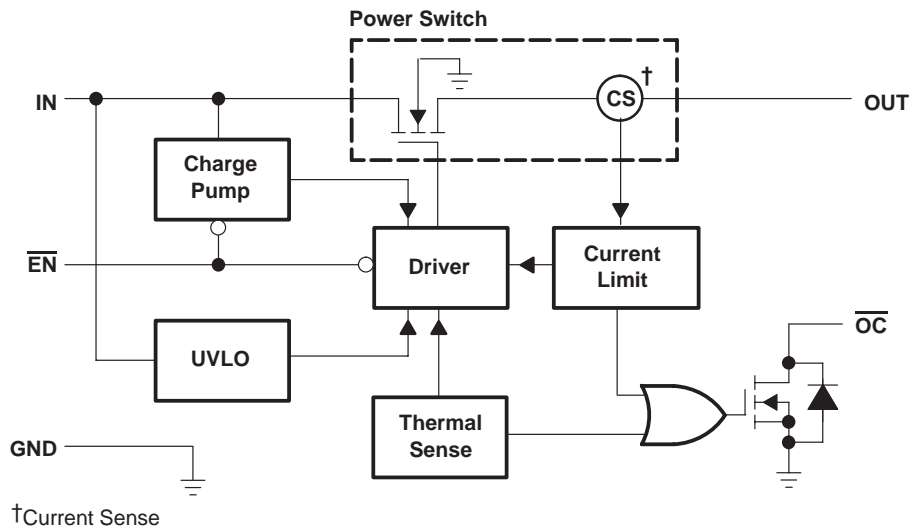 Power Switch
†
IN
CS
OUT
Charge
Pump
EN
Driver
Current
Limit
OC
UVLO
Thermal
Sense
GND
†Current Sense